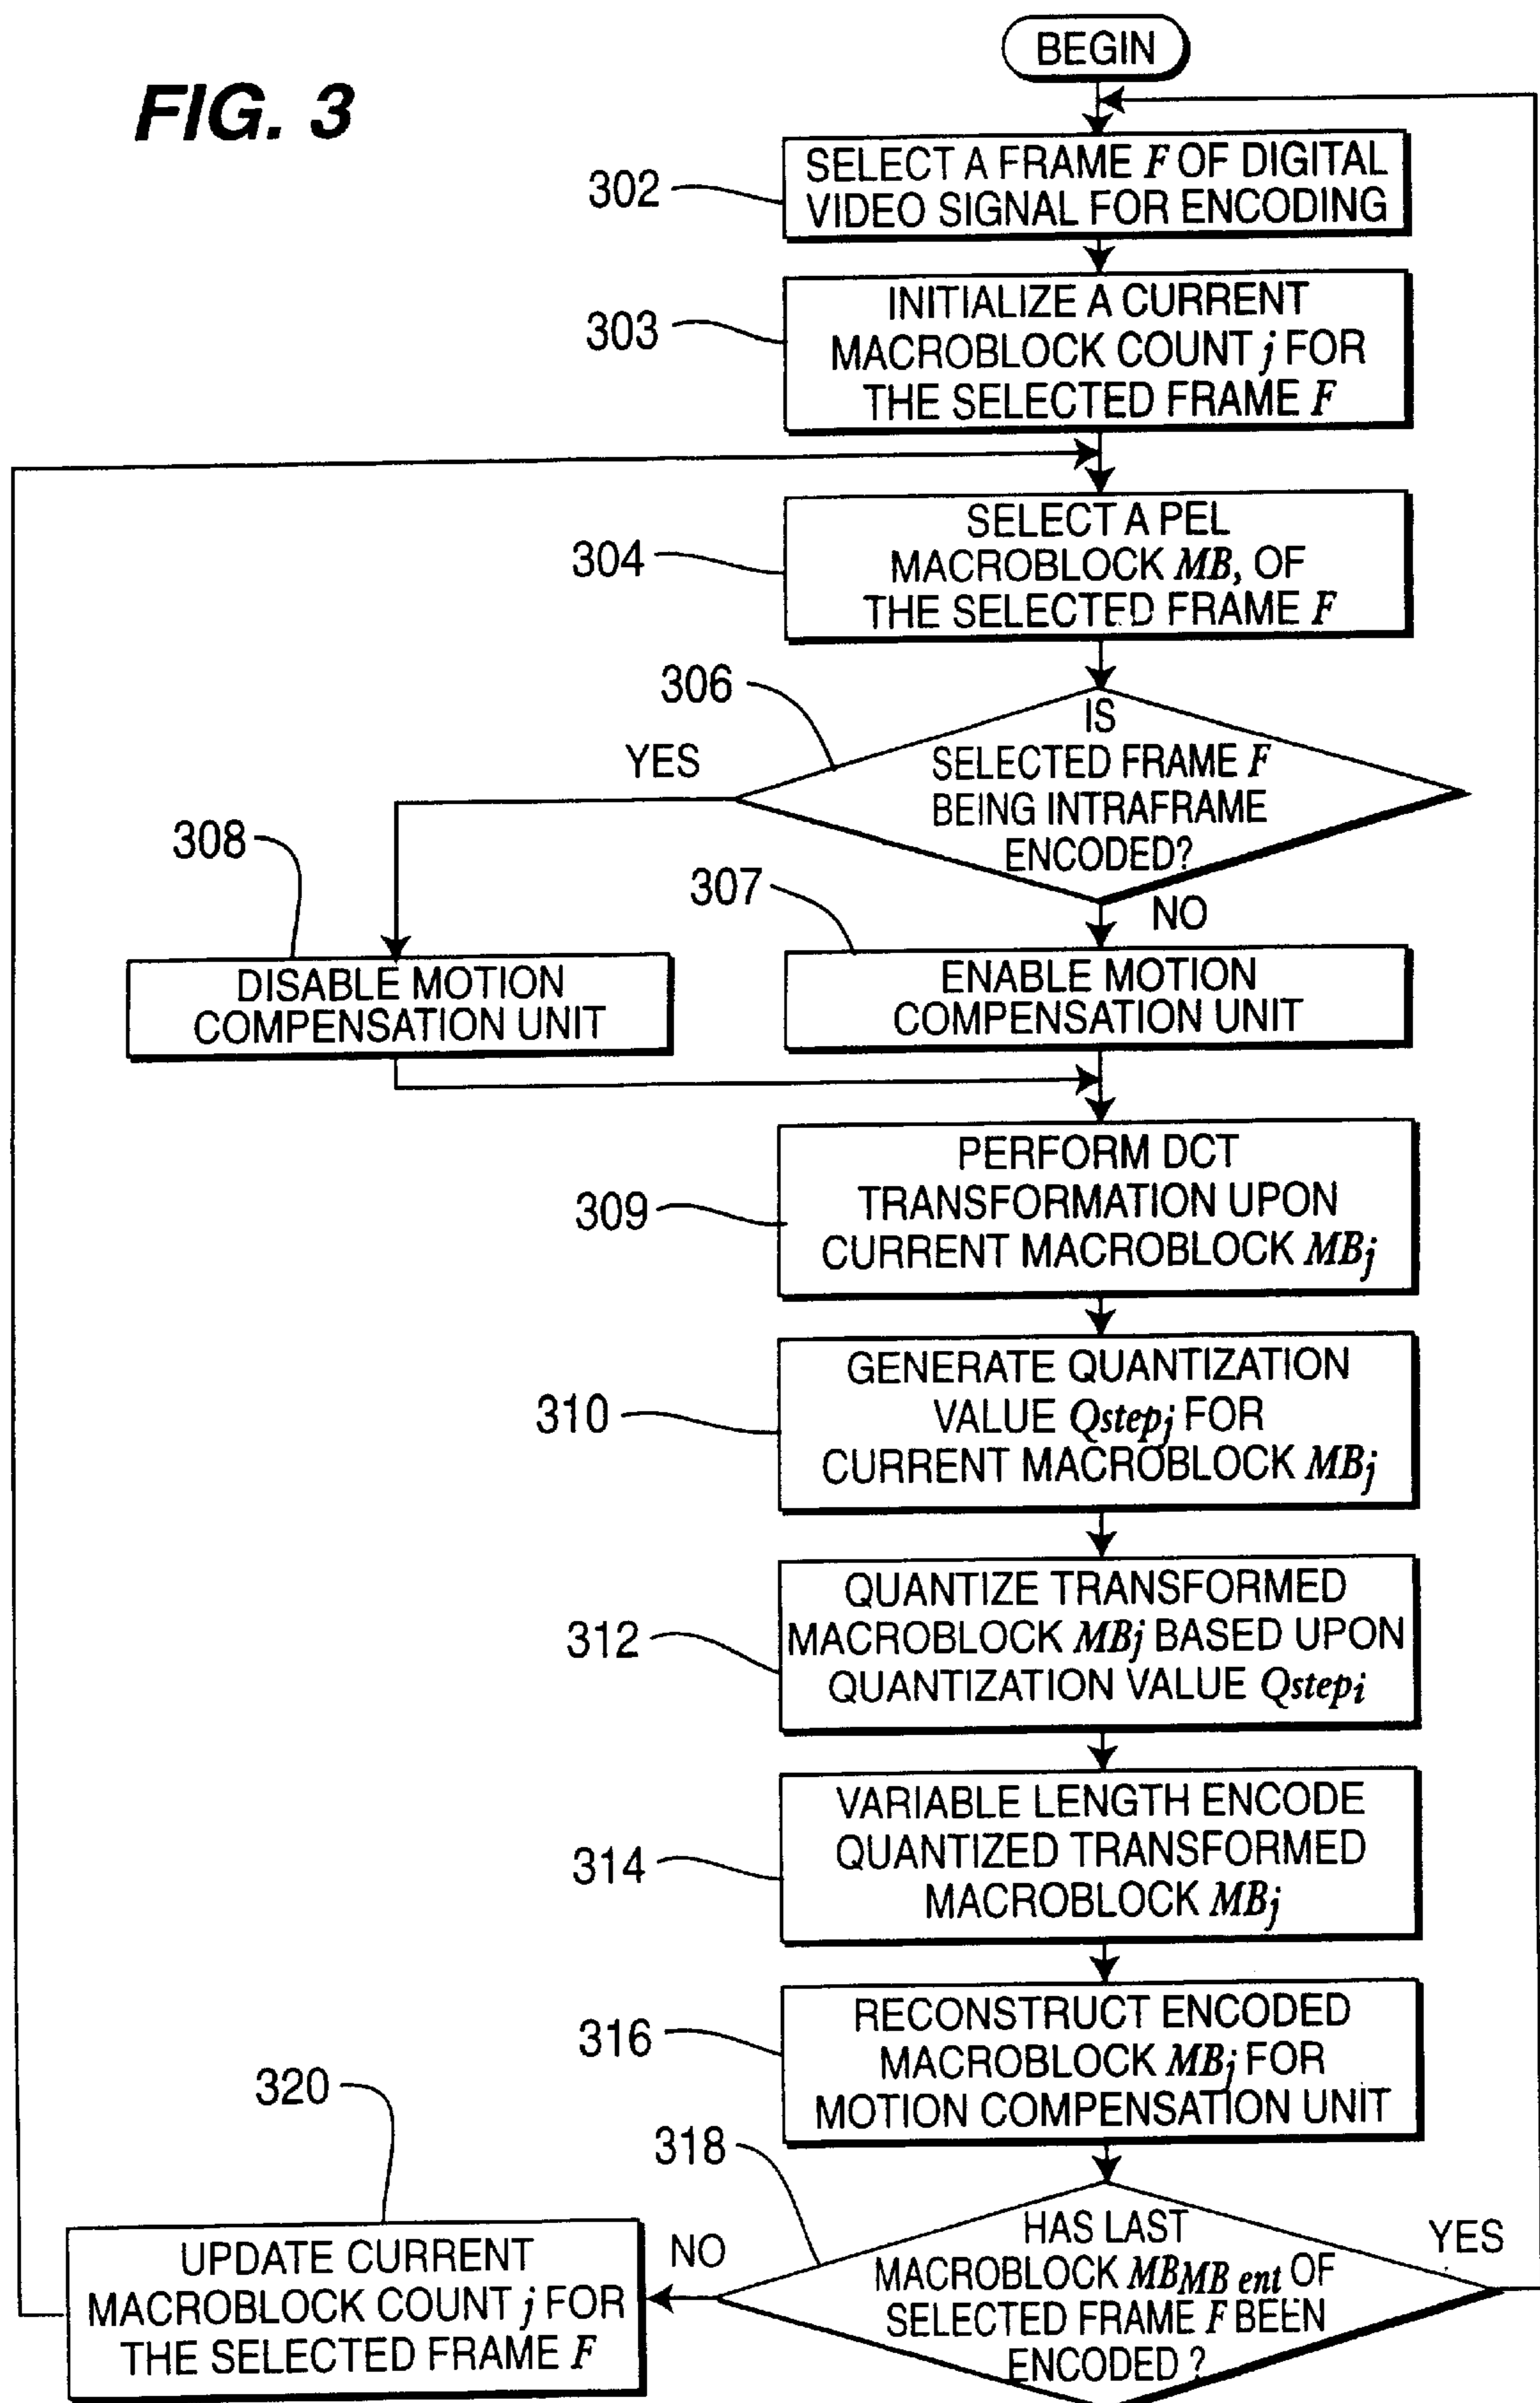 FIG. 3
BEGIN
302
SELECT A FRAME F OF DIGITAL
VIDEO SIGNAL FOR ENCODING
303
INITIALIZE A CURRENT
MACROBLOCK COUNT j FOR
THE SELECTED FRAME F
304
SELECT A PEL
MACROBLOCK MB, OF
THE SELECTED FRAME F
306
IS
SELECTED FRAME F
BEING INTRAFRAME
ENCODED?
YES
NO
308
DISABLE MOTION
COMPENSATION UNIT
307
ENABLE MOTION
COMPENSATION UNIT
309
PERFORM DCT
TRANSFORMATION UPON
CURRENT MACROBLOCK MBj
310
GENERATE QUANTIZATION
VALUE Qstepj FOR
CURRENT MACROBLOCK MBj
312
QUANTIZE TRANSFORMED
MACROBLOCK MBj BASED UPON
QUANTIZATION VALUE Qstepi
314
VARIABLE LENGTH ENCODE
QUANTIZED TRANSFORMED
MACROBLOCK MBj
316
RECONSTRUCT ENCODED
MACROBLOCK MBj FOR
MOTION COMPENSATION UNIT
318
HAS LAST
MACROBLOCK MBMB ent OF
SELECTED FRAME F BEEN
ENCODED ?
YES
NO
320
UPDATE CURRENT
MACROBLOCK COUNT j FOR
THE SELECTED FRAME F